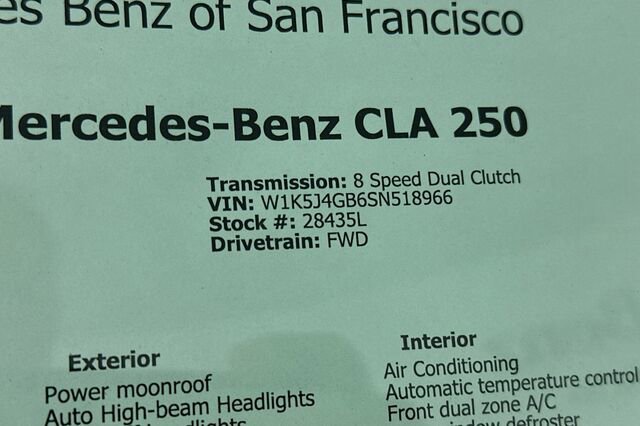 es Benz of San Francisco
Mercedes-Benz CLA 250
Transmission: 8 Speed Dual Clutch
VIN: W1K5J4GB6SN518966
Stock #: 28435L
Drivetrain: FWD
Exterior
Power moonroof
Auto High-beam Headlights
Interior
Air Conditioning
Automatic temperature control
Front dual zone A/C
defroster